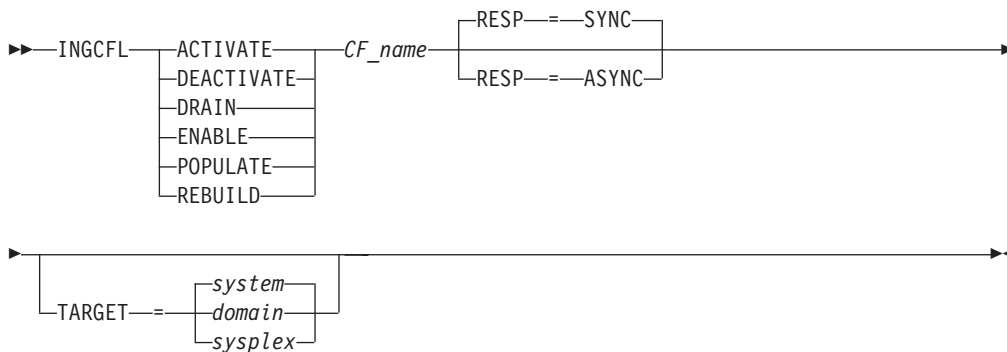 RESP = SYNC
INGCFL ACTIVATE CF_name
DEACTIVATE RESP = ASYNC
DRAIN
ENABLE
POPULATE
REBUILD
system
TARGET = domain
sysplex